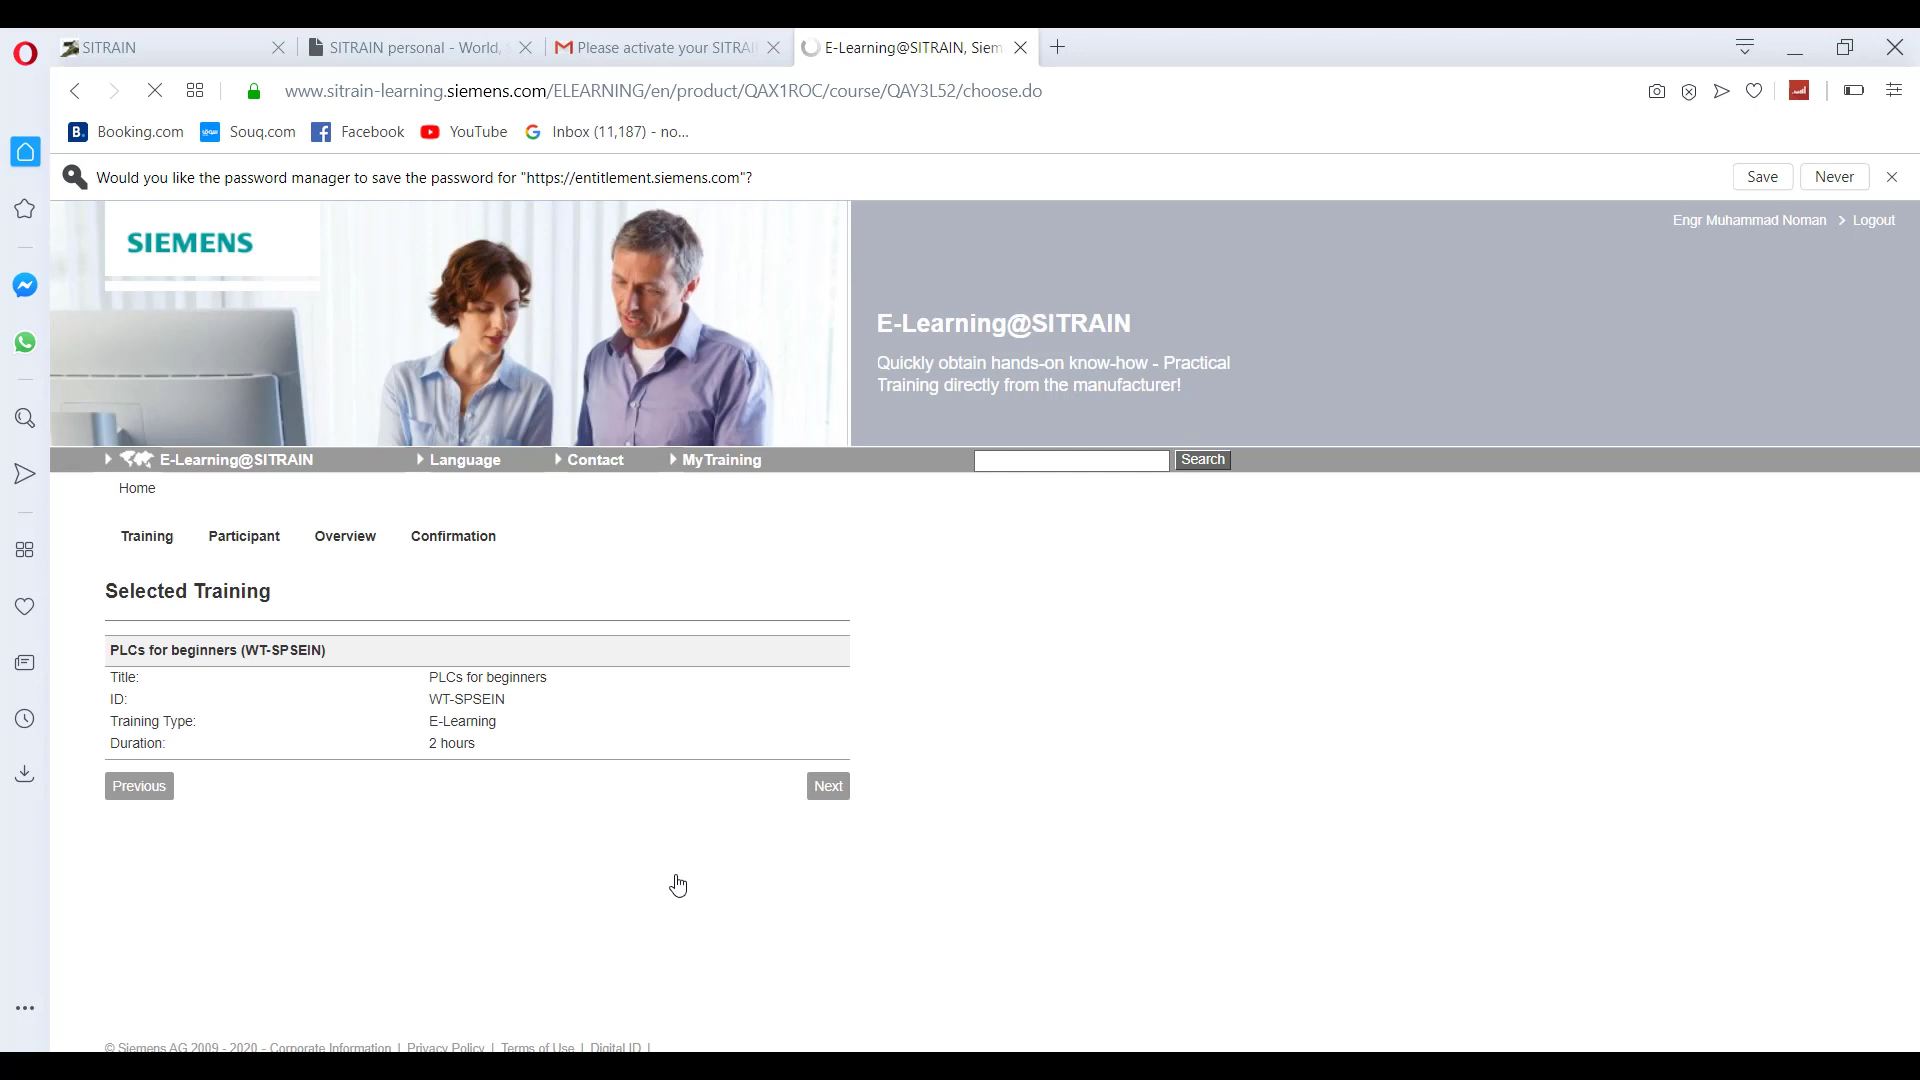 SITRAIN
SITRAIN personal - World, S
Please activate your SITRAI
E-Learning@SITRAIN, Siem
www.sitrain-learning.siemens.com/ELEARNING/en/product/QAX1ROC/course/QAY3L52/choose.do
Booking.com
Souq.com
Facebook
YouTube
Inbox (11,187) - no...
Would you like the password manager to save the password for "https://entitlement.siemens.com"?
Save
Never
SIEMENS
Engr Muhammad Noman > Logout
E-Learning@SITRAIN
Quickly obtain hands-on know-how - Practical
Training directly from the manufacturer!
E-Learning@SITRAIN
Language
Contact
MyTraining
Search
Home
Training
Participant
Overview
Confirmation
Selected Training
PLCs for beginners (WT-SPSEIN)
Title: PLCs for beginners
ID: WT-SPSEIN
Training Type: E-Learning
Duration: 2 hours
Previous
Next
© Siemens AG 2009 - 2020 - Corporate Information | Privacy Policy | Terms of Use | Digital ID |